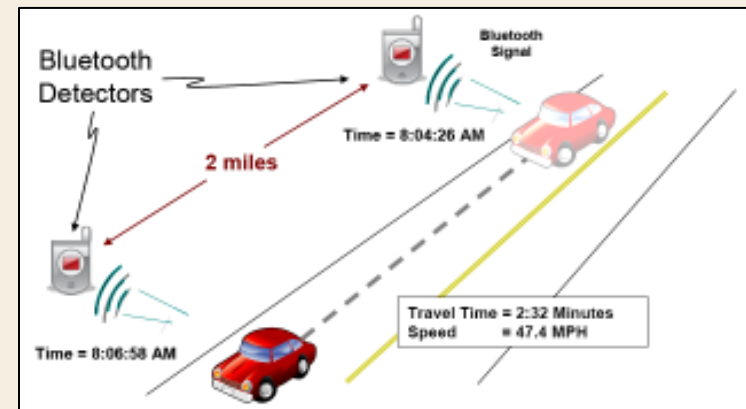 Bluetooth
Detectors
Bluetooth
Signal
Time = 8:04:26 AM
2 miles
Travel Time = 2:32 Minutes
Speed = 47.4 MPH
Time = 8:06:58 AM